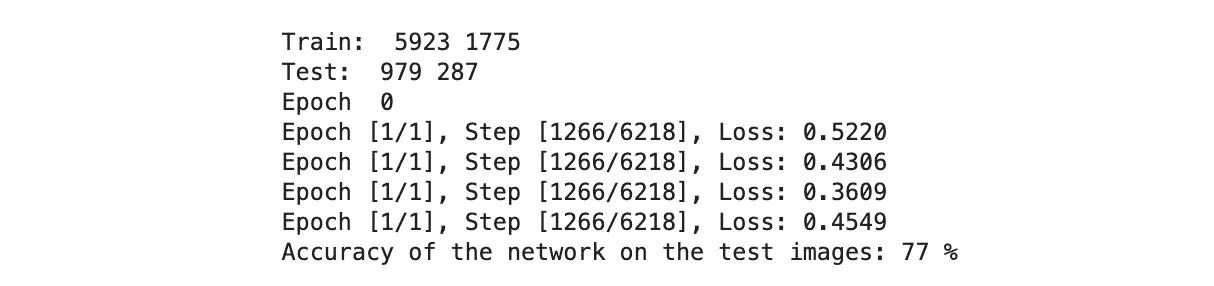 Train:  5923 1775
Test:  979 287
Epoch  0
Epoch [1/1], Step [1266/6218], Loss: 0.5220
Epoch [1/1], Step [1266/6218], Loss: 0.4306
Epoch [1/1], Step [1266/6218], Loss: 0.3609
Epoch [1/1], Step [1266/6218], Loss: 0.4549
Accuracy of the network on the test images: 77 %